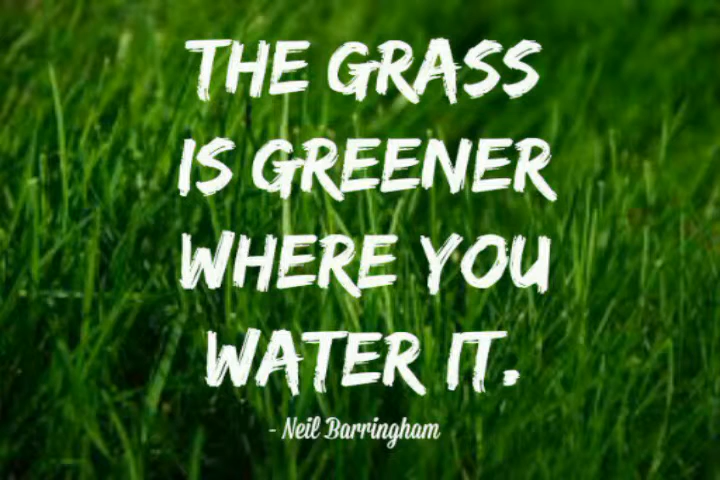 THE GRASS
IS GREENER
WHERE YOU
WATER IT.
- Neil Barringham